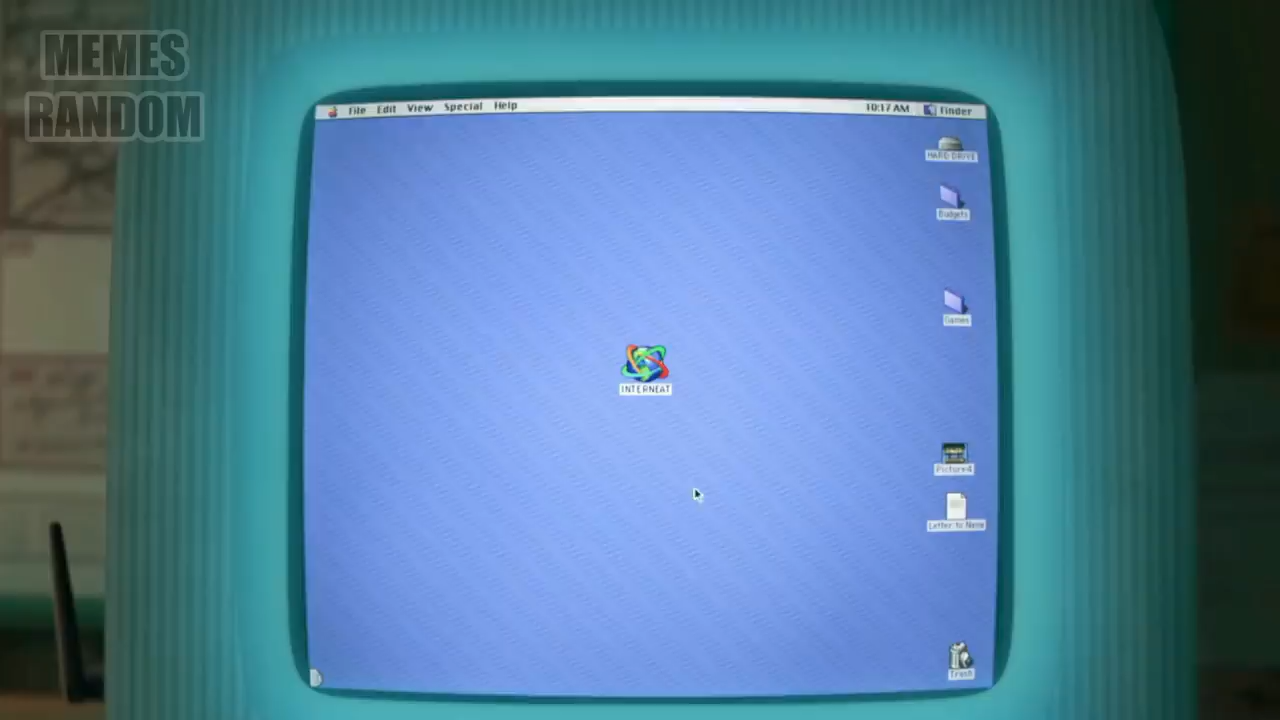 MEMES
RANDOM
File Edit View Special Help
10:17 AM Finder
HARD DRIVE
Budgets
Games
INTERNEAT
Picture4
Letter to Nana
Trash